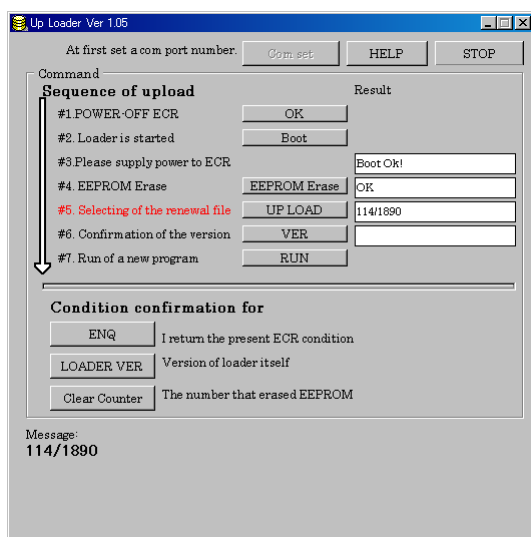 Up Loader Ver 1.05
At first set a com port number. Com set HELP STOP
Command
Sequence of upload Result
#1.POWER-OFF ECR OK
#2. Loader is started Boot
#3.Please supply power to ECR Boot Ok!
#4. EEPROM Erase EEPROM Erase OK
#5. Selecting of the renewal file UP LOAD 114/1890
#6. Confirmation of the version VER
#7. Run of a new program RUN
Condition confirmation for
ENQ I return the present ECR condition
LOADER VER Version of loader itself
Clear Counter The number that erased EEPROM
Message:
114/1890